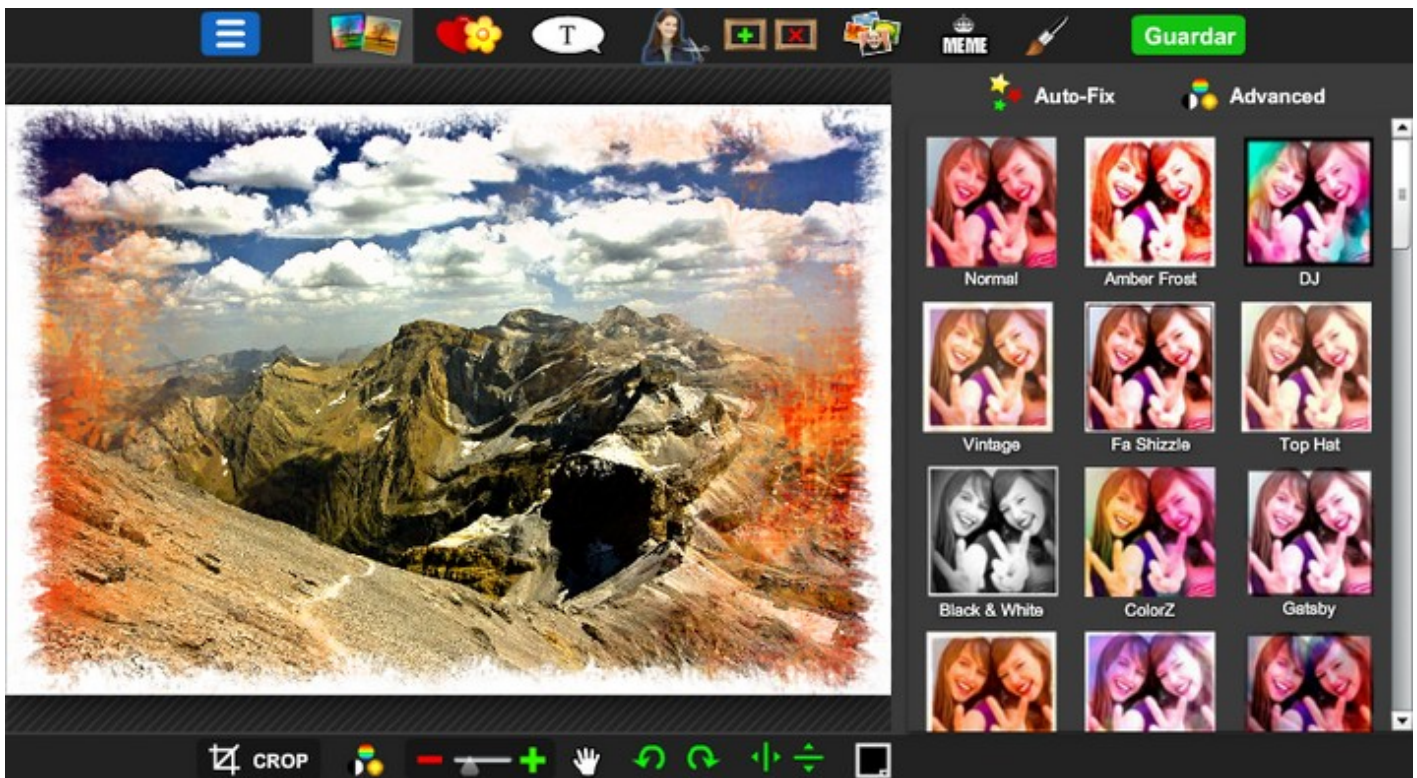 T
MEME
Guardar
Auto-Fix
Advanced
Normal
Amber Frost
DJ
Vintage
Fa Shizzle
Top Hat
Black & White
ColorZ
Gatsby
CROP